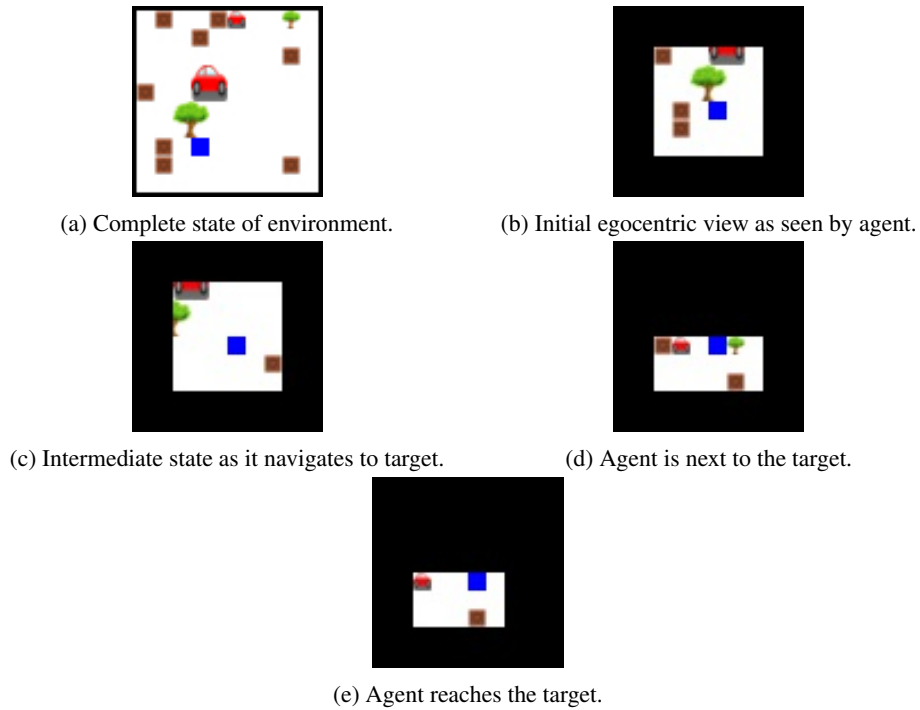 (a) Complete state of environment.
(b) Initial egocentric view as seen by agent.
(c) Intermediate state as it navigates to target.
(d) Agent is next to the target.
(e) Agent reaches the target.